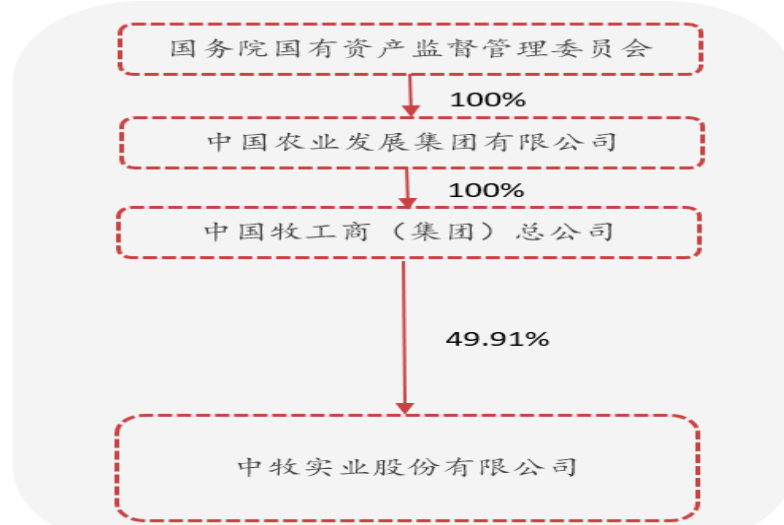 国务院国有资产监督管理委员会
100%
中国农业发展集团有限公司
100%
中国牧工商（集团）总公司
49.91%
中牧实业股份有限公司